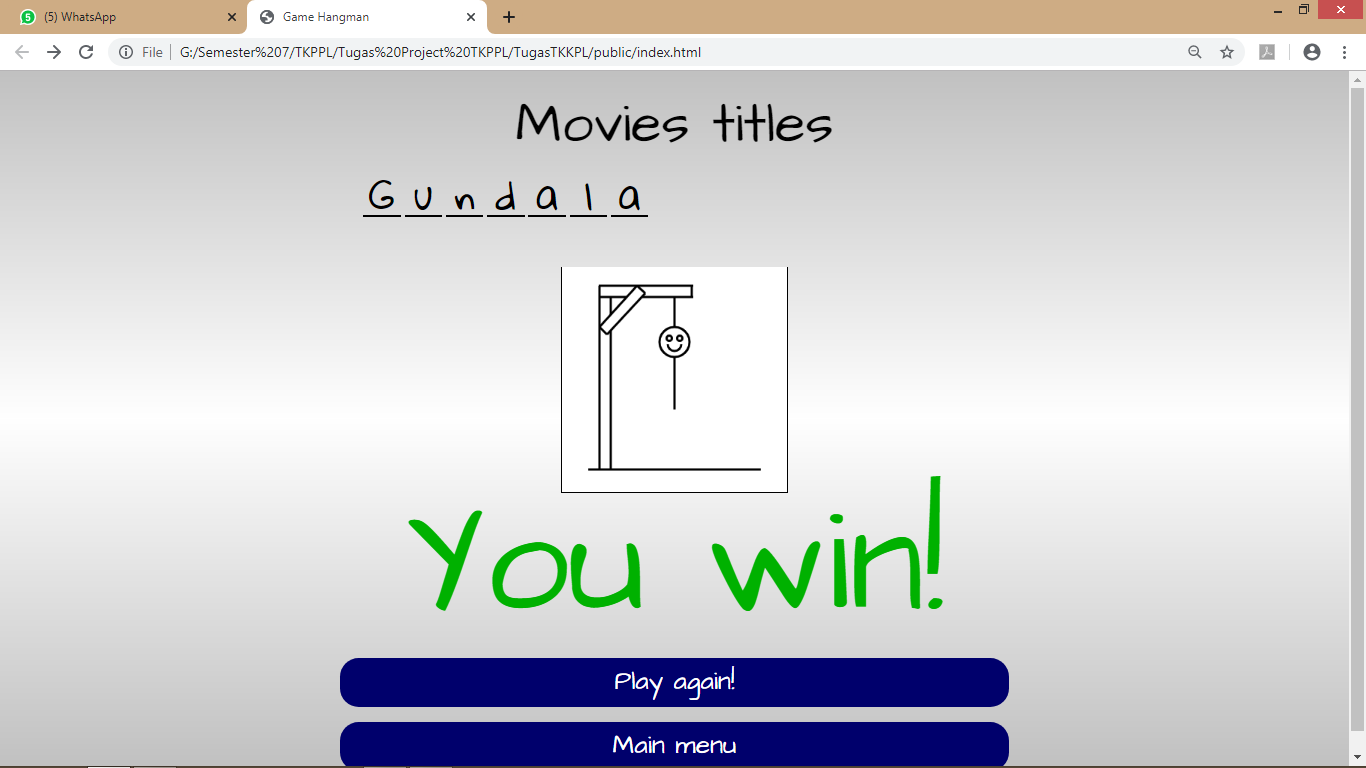 (5) WhatsApp
Game Hangman
File
G:/Semester%207/TKPPL/Tugas%20Project%20TKPPL/TugasTKKPL/public/index.html
Movies titles
G u n d a l a
You win!
Play again!
Main menu